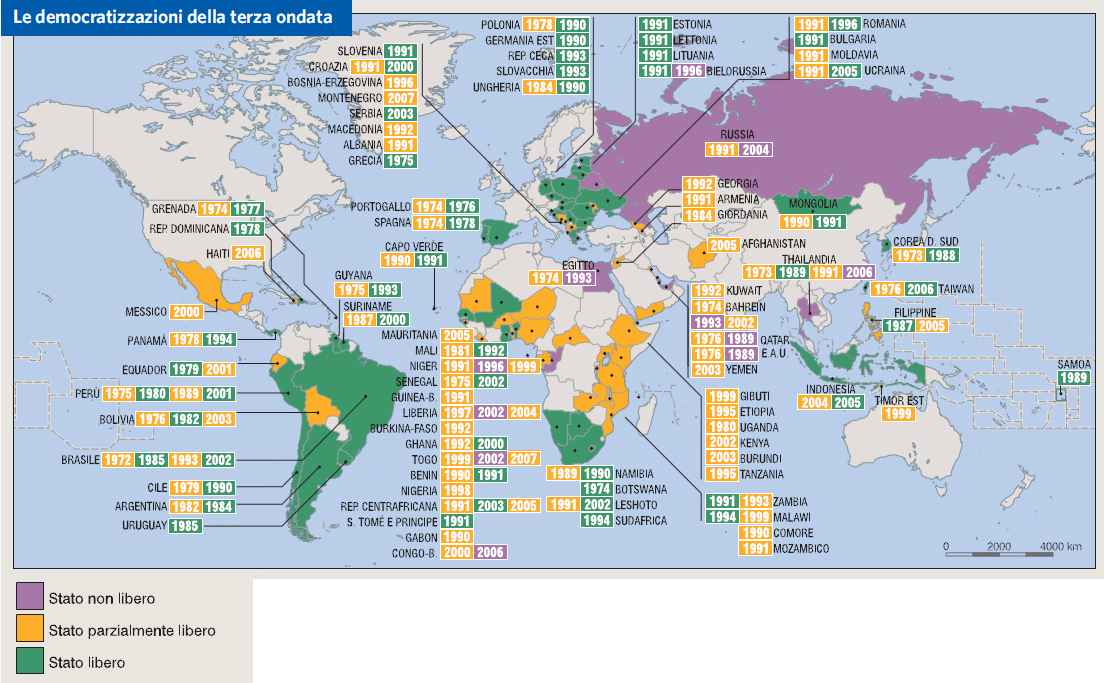 Le democratizzazioni della terza ondata
SLOVENIA 1991
CROAZIA 1991 2000
BOSNIA-ERZEGOVINA 1996
MONTENEGRO 2007
SERBIA 2003
MACEDONIA 1992
ALBANIA 1991
GRECIA 1975
POLONIA 1978 1990
GERMANIA EST 1990
REP. CECA 1993
SLOVACCHIA 1993
UNGHERIA 1984 1990
1991 ESTONIA
1991 LETTONIA
1991 LITUANIA
1991 1996 BIELORUSSIA
1991 1996 ROMANIA
1991 BULGARIA
1991 MOLDAVIA
1991 2005 UCRAINA
RUSSIA
1991 2004
1992 GEORGIA
1991 ARMENIA
1984 GIORDANIA
MONGOLIA
1990 1991
GRENADA 1974 1977
REP. DOMINICANA 1978
HAITI 2006
PORTOGALLO 1974 1976
SPAGNA 1974 1978
CAPO VERDE
1990 1991
GUYANA
1975 1993
SURINAME
1987 2000
EGITTO
1974 1993
2005 AFGHANISTAN
COREA D. SUD
1973 1988
THAILANDIA
1973 1989 1991 2006
1976 2006 TAIWAN
FILIPPINE
1987 2005
1992 KUWAIT
1974 BAHREIN
1993 2002
1976 1989 QATAR
1976 1989 E.A.U.
2003 YEMEN
MESSICO 2000
PANAMÁ 1978 1994
EQUADOR 1979 2001
PERÙ 1975 1980 1989 2001
BOLIVIA 1976 1982 2003
BRASILE 1972 1985 1993 2002
CILE 1979 1990
ARGENTINA 1982 1984
URUGUAY 1985
MAURITANIA 2005
MALI 1981 1992
NIGER 1991 1996 1999
SENEGAL 1975 2002
GUINEA-B. 1991
LIBERIA 1997 2002 2004
BURKINA-FASO 1992
GHANA 1992 2000
TOGO 1999 2002 2007
BENIN 1990 1991
NIGERIA 1998
REP. CENTRAFRICANA 1991 2003 2005
S. TOMÉ E PRINCIPE 1991
GABON 1990
CONGO-B. 2000 2006
1989 1990 NAMIBIA
1974 BOTSWANA
1991 2002 LESHOTO
1994 SUDAFRICA
1999 GIBUTI
1995 ETIOPIA
1980 UGANDA
2002 KENYA
2003 BURUNDI
1995 TANZANIA
1991 1993 ZAMBIA
1994 1999 MALAWI
1990 COMORE
1991 MOZAMBICO
INDONESIA
2004 2005
TIMOR EST
1999
SAMOA
1989
0 2000 4000 km
Stato non libero
Stato parzialmente libero
Stato libero